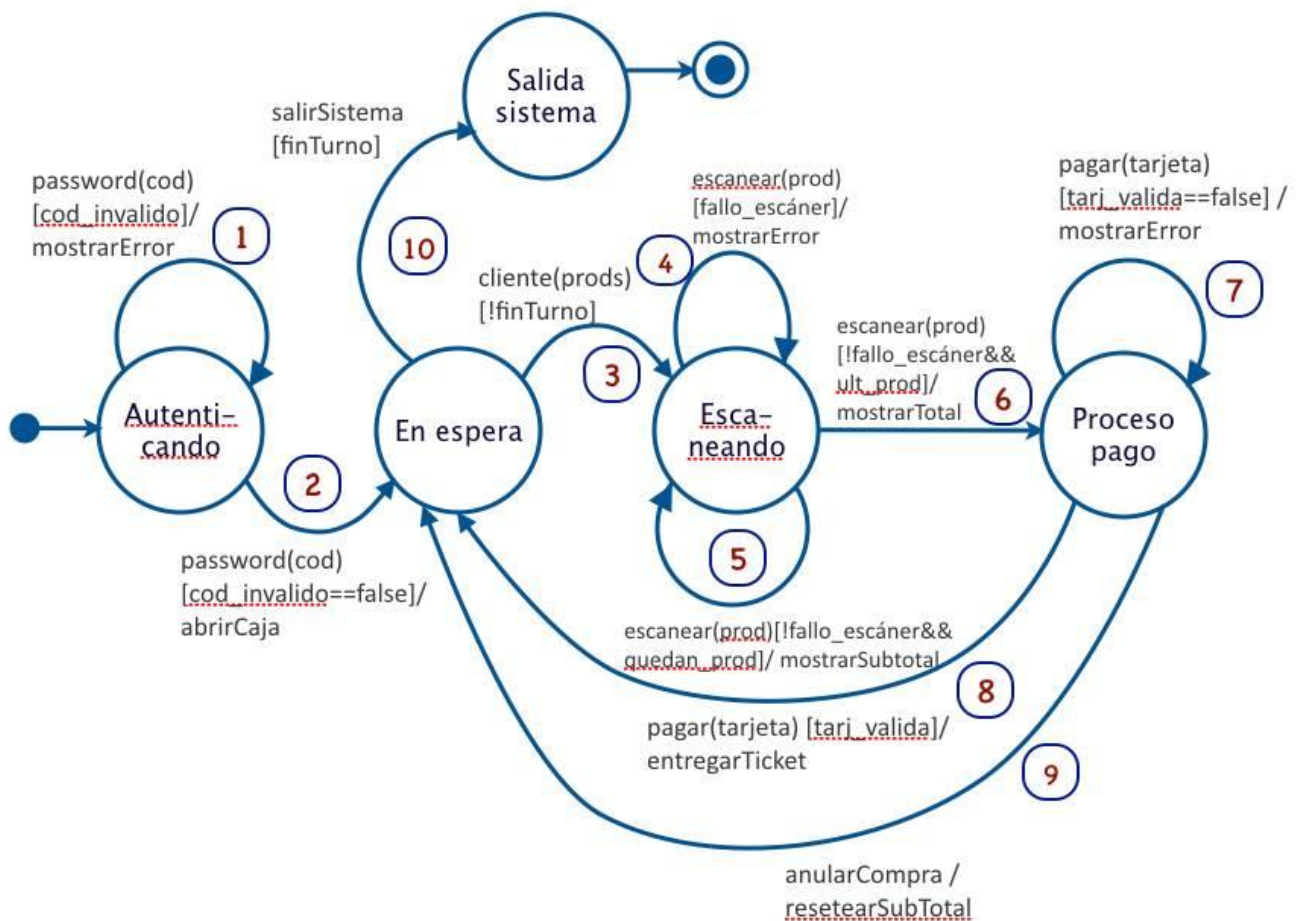 Salida
sistema
salirSistema
[finTurno]
10
password(cod)
[cod_invalido]/
mostrarError
1
escanear(prod)
[fallo_escáner]/
mostrarError
4
pagar(tarjeta)
[tarj_valida==false] /
mostrarError
7
cliente(prods)
[!finTurno]
3
escanear(prod)
[!fallo_escáner&&
ult_prod]/
mostrarTotal
6
Autenti-
cando
En espera
Esca-
neando
Proceso
pago
2
password(cod)
[cod_invalido==false]/
abrirCaja
5
escanear(prod)[!fallo_escáner&&
quedan_prod]/ mostrarSubtotal
8
pagar(tarjeta) [tarj_valida]/
entregarTicket
9
anularCompra /
resetearSubTotal